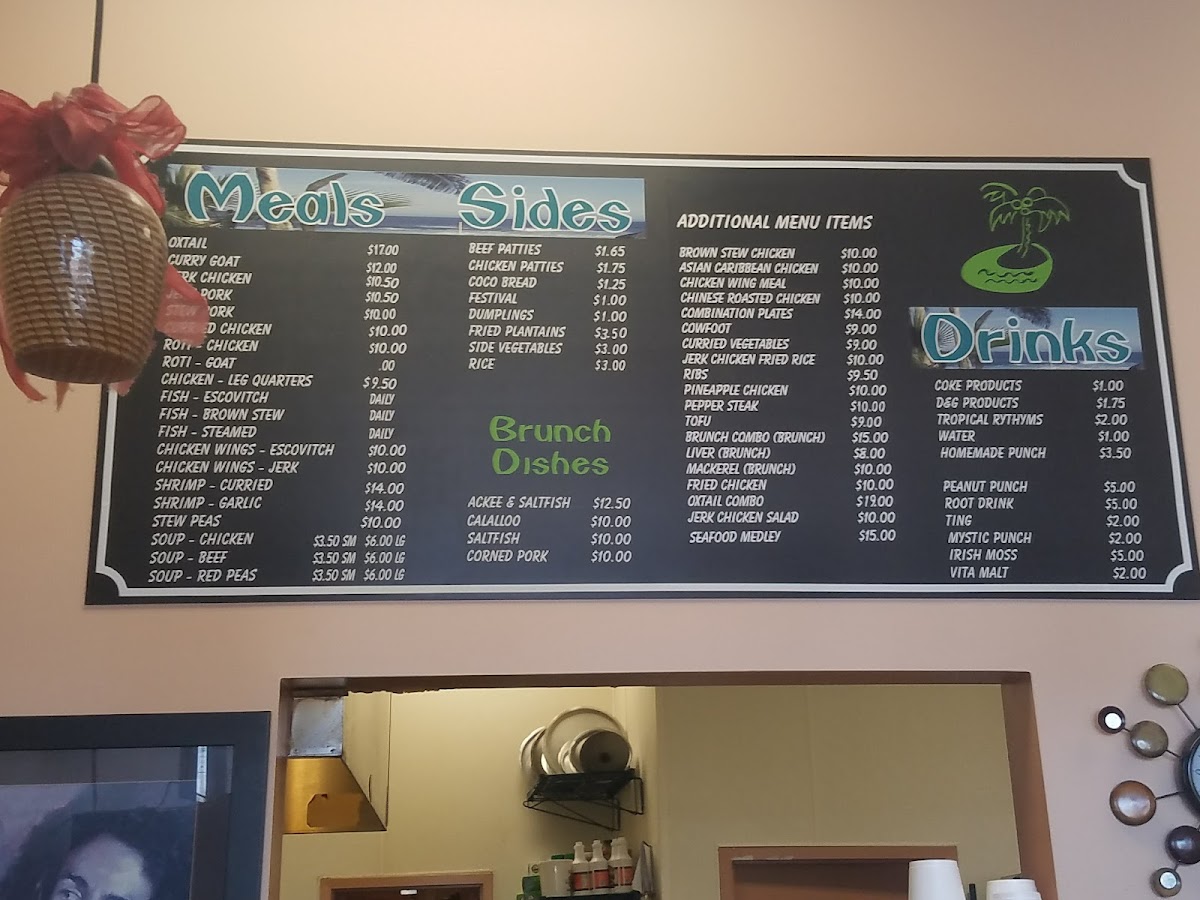 Meals
OXTAIL $17.00
CURRY GOAT $12.00
JERK CHICKEN $10.50
JERK PORK $10.50
STEW PORK $10.00
CURRIED CHICKEN $10.00
ROTI - CHICKEN $10.00
ROTI - GOAT .00
CHICKEN - LEG QUARTERS $9.50
FISH - ESCOVITCH DAILY
FISH - BROWN STEW DAILY
FISH - STEAMED DAILY
CHICKEN WINGS - ESCOVITCH $10.00
CHICKEN WINGS - JERK $10.00
SHRIMP - CURRIED $14.00
SHRIMP - GARLIC $14.00
STEW PEAS $10.00
SOUP - CHICKEN $3.50 SM $6.00 LG
SOUP - BEEF $3.50 SM $6.00 LG
SOUP - RED PEAS $3.50 SM $6.00 LG
Sides
BEEF PATTIES $1.65
CHICKEN PATTIES $1.75
COCO BREAD $1.25
FESTIVAL $1.00
DUMPLINGS $1.00
FRIED PLANTAINS $3.50
SIDE VEGETABLES $3.00
RICE $3.00
Brunch
Dishes
ACKEE & SALTFISH $12.50
CALALLOO $10.00
SALTFISH $10.00
CORNED PORK $10.00
ADDITIONAL MENU ITEMS
BROWN STEW CHICKEN $10.00
ASIAN CARIBBEAN CHICKEN $10.00
CHICKEN WING MEAL $10.00
CHINESE ROASTED CHICKEN $10.00
COMBINATION PLATES $14.00
COWFOOT $9.00
CURRIED VEGETABLES $9.00
JERK CHICKEN FRIED RICE $10.00
RIBS $9.50
PINEAPPLE CHICKEN $10.00
PEPPER STEAK $10.00
TOFU $9.00
BRUNCH COMBO (BRUNCH) $15.00
LIVER (BRUNCH) $8.00
MACKEREL (BRUNCH) $10.00
FRIED CHICKEN $10.00
OXTAIL COMBO $19.00
JERK CHICKEN SALAD $10.00
SEAFOOD MEDLEY $15.00
Drinks
COKE PRODUCTS $1.00
D&G PRODUCTS $1.75
TROPICAL RYTHYMS $2.00
WATER $1.00
HOMEMADE PUNCH $3.50
PEANUT PUNCH $5.00
ROOT DRINK $5.00
TING $2.00
MYSTIC PUNCH $2.00
IRISH MOSS $5.00
VITA MALT $2.00